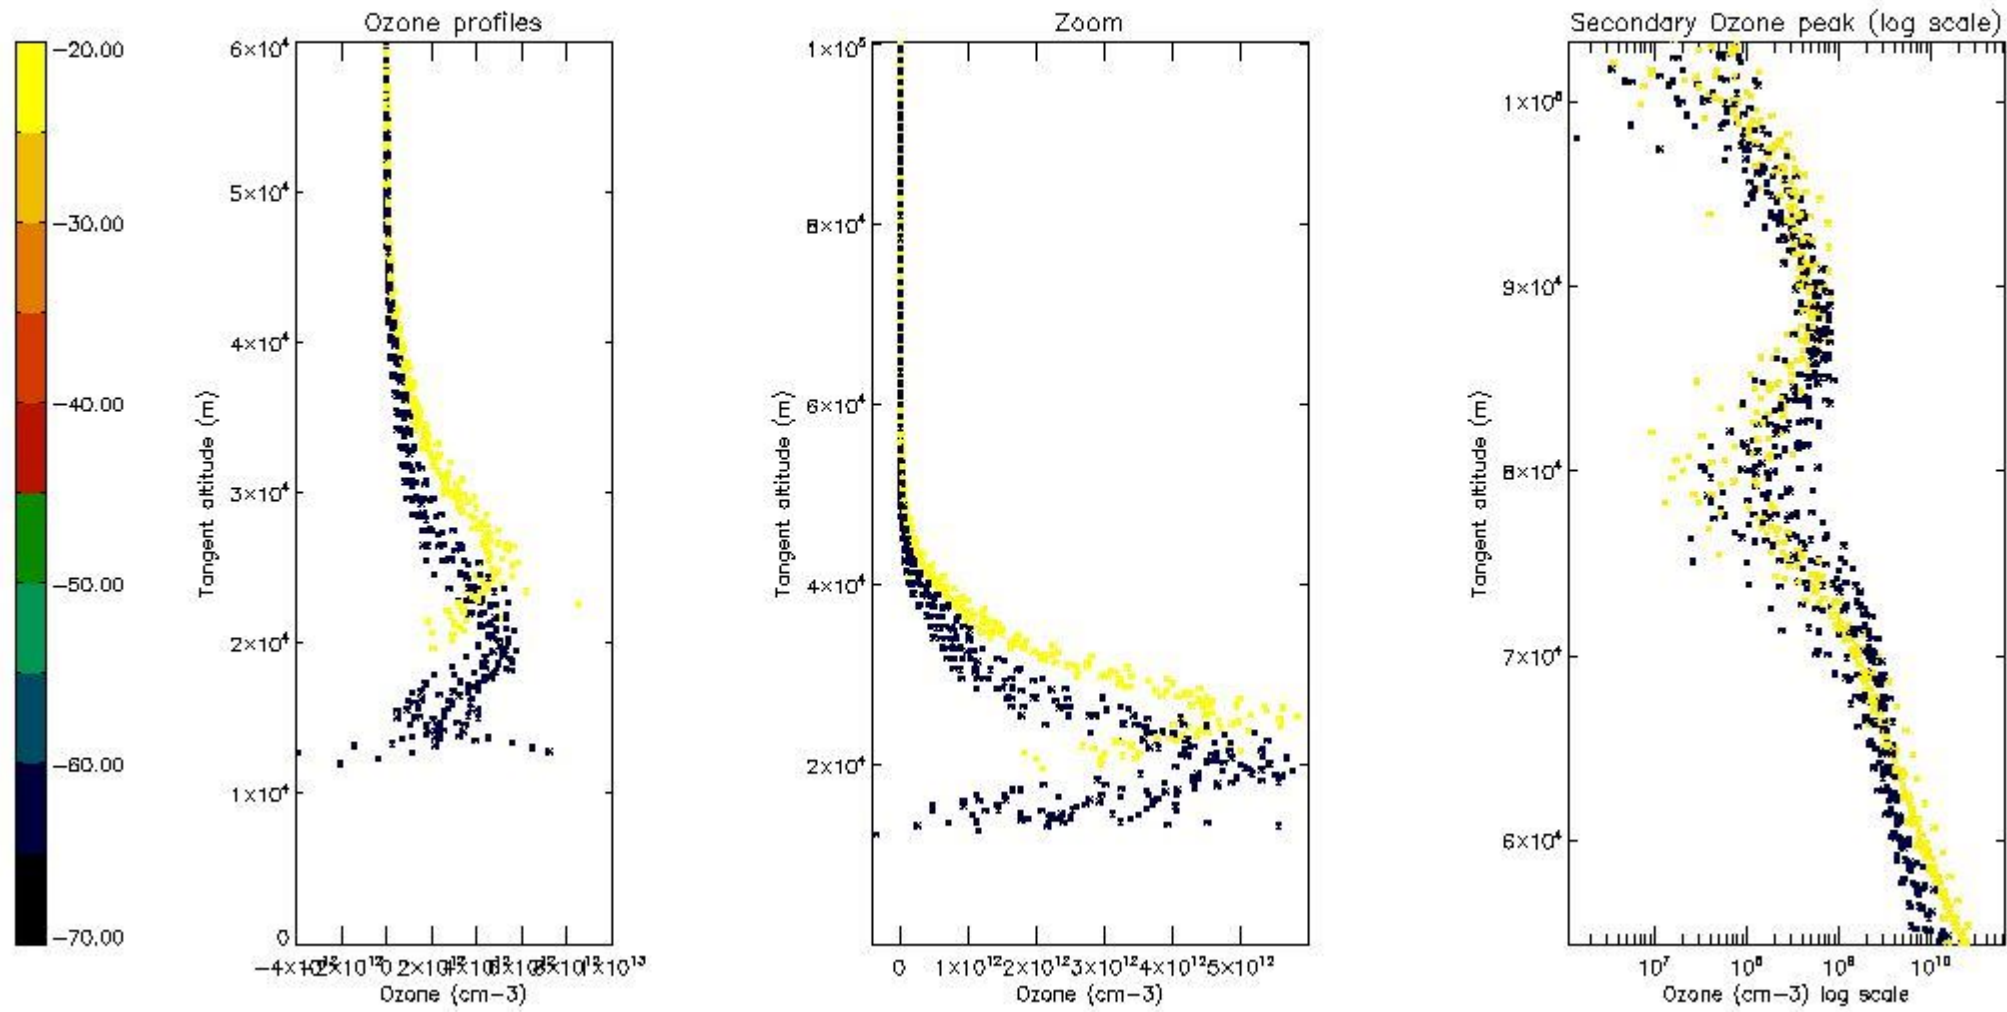 Ozone profiles
Zoom
Secondary Ozone peak (log scale)
-20.00
-30.00
-40.00
-50.00
-60.00
-70.00
6×10⁴
5×10⁴
4×10⁴
3×10⁴
2×10⁴
1×10⁴
0
Tangent altitude (m)
Ozone (cm-3)
1×10⁵
8×10⁴
6×10⁴
4×10⁴
2×10⁴
Tangent altitude (m)
0 1×10¹² 2×10¹² 3×10¹² 4×10¹² 5×10¹²
Ozone (cm-3)
9×10⁴
8×10⁴
7×10⁴
6×10⁴
Tangent altitude (m)
10⁷ 10⁸ 10⁹ 10¹⁰
Ozone (cm-3) log scale